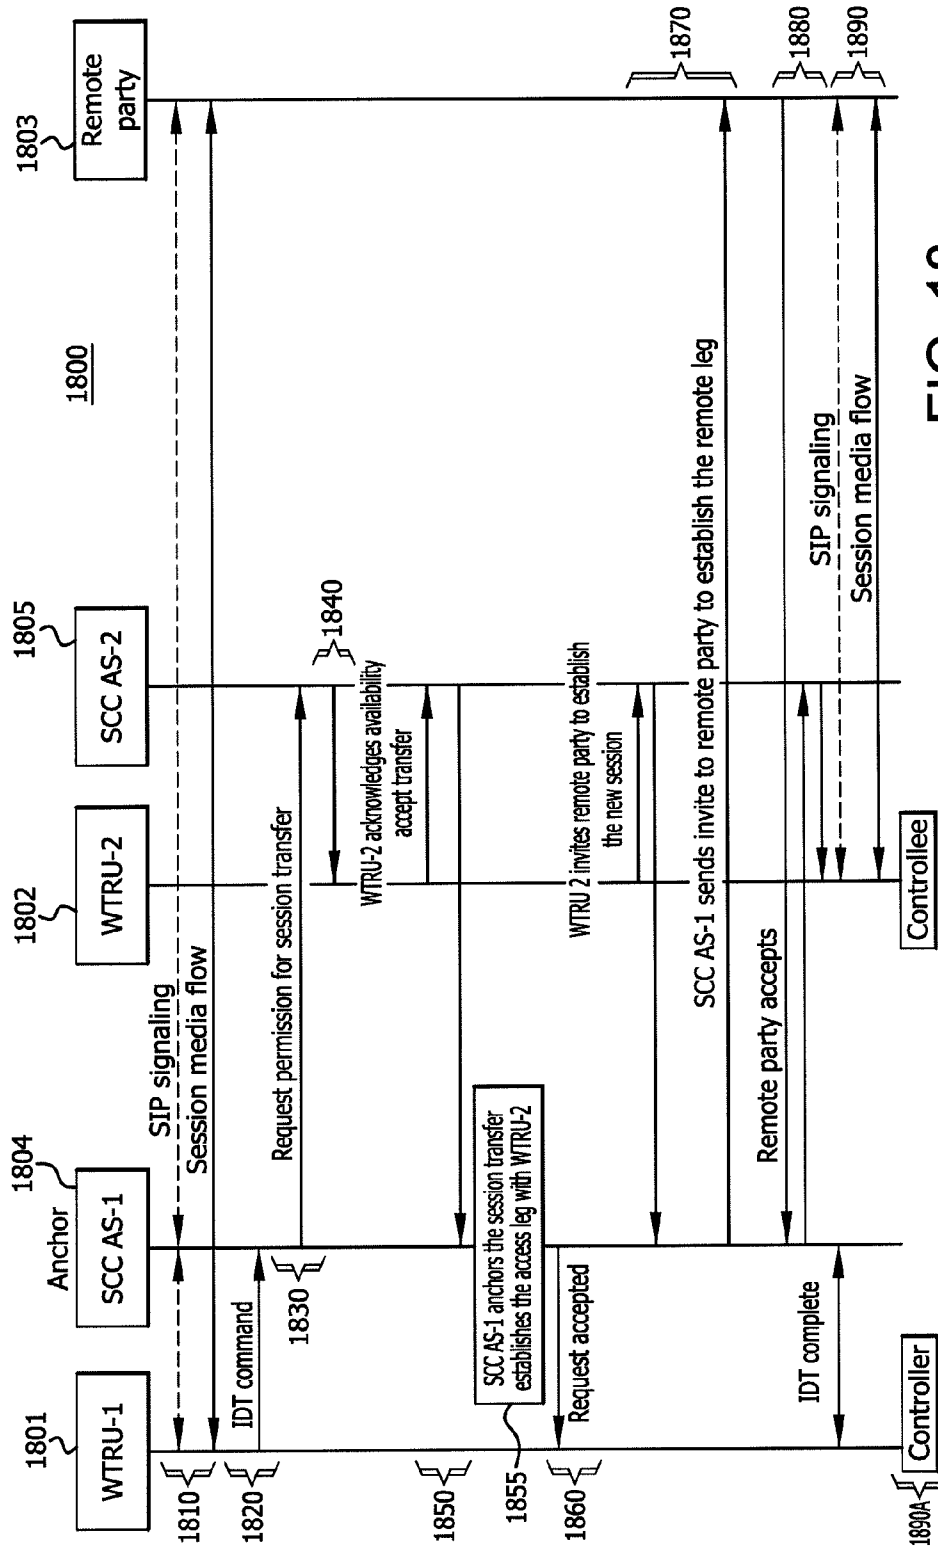 1800
1801
WTRU-1
1804
Anchor
SCC AS-1
1802
WTRU-2
1805
SCC AS-2
1803
Remote
party
1810
SIP signaling
Session media flow
1820
IDT command
1830
Request permission for session transfer
1840
WTRU-2 acknowledges availability
accept transfer
1850
SCC AS-1 anchors the session transfer
establishes the access leg with WTRU-2
1855
1860
Request accepted
WTRU 2 invites remote party to establish
the new session
SCC AS-1 sends invite to remote party to establish the remote leg
1870
Remote party accepts
1880
IDT complete
SIP signaling
Session media flow
1890
1890A
Controller
Controllee